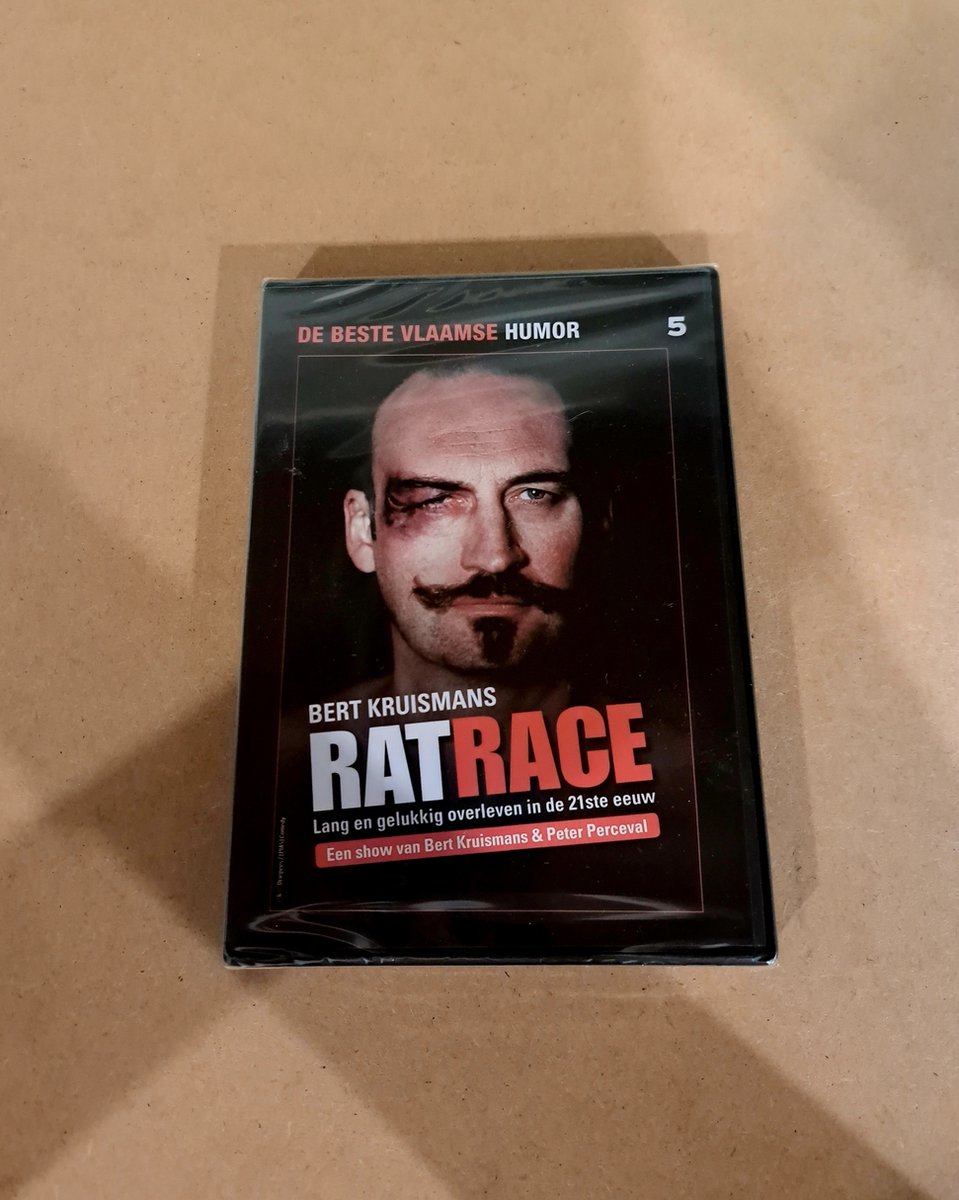 DE BESTE VLAAMSE HUMOR
5
BERT KRUISMANS
RATRACE
Lang en gelukkig overleven in de 21ste eeuw
Een show van Bert Kruismans & Peter Perceval